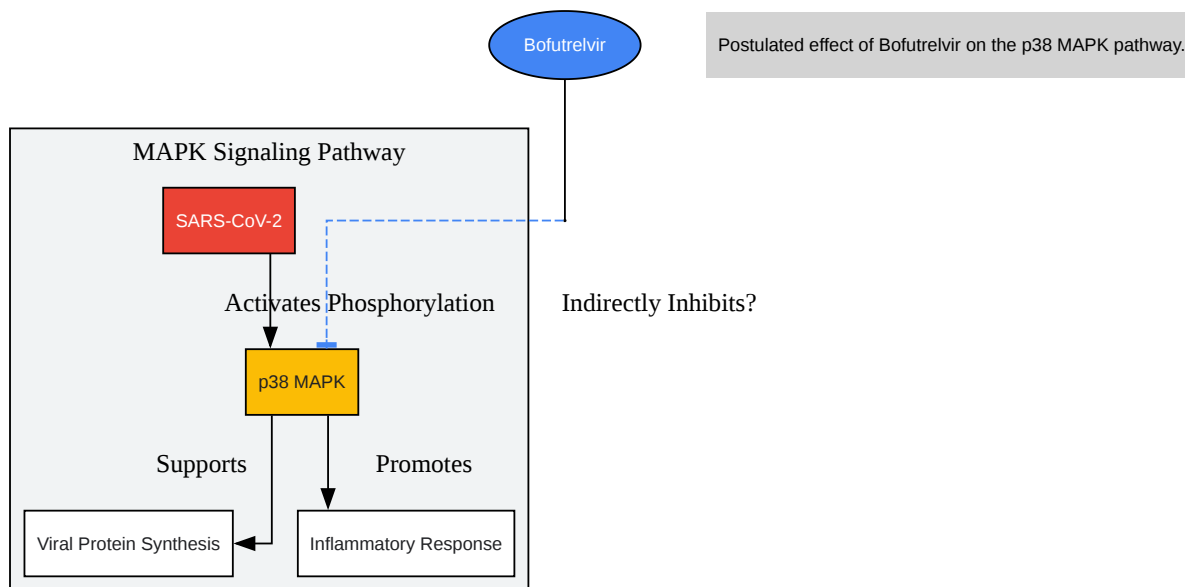 Bofutrelvir
Postulated effect of Bofutrelvir on the p38 MAPK pathway.
MAPK Signaling Pathway
SARS-CoV-2
Activates Phosphorylation
Indirectly Inhibits?
p38 MAPK
Supports
Promotes
Viral Protein Synthesis
Inflammatory Response